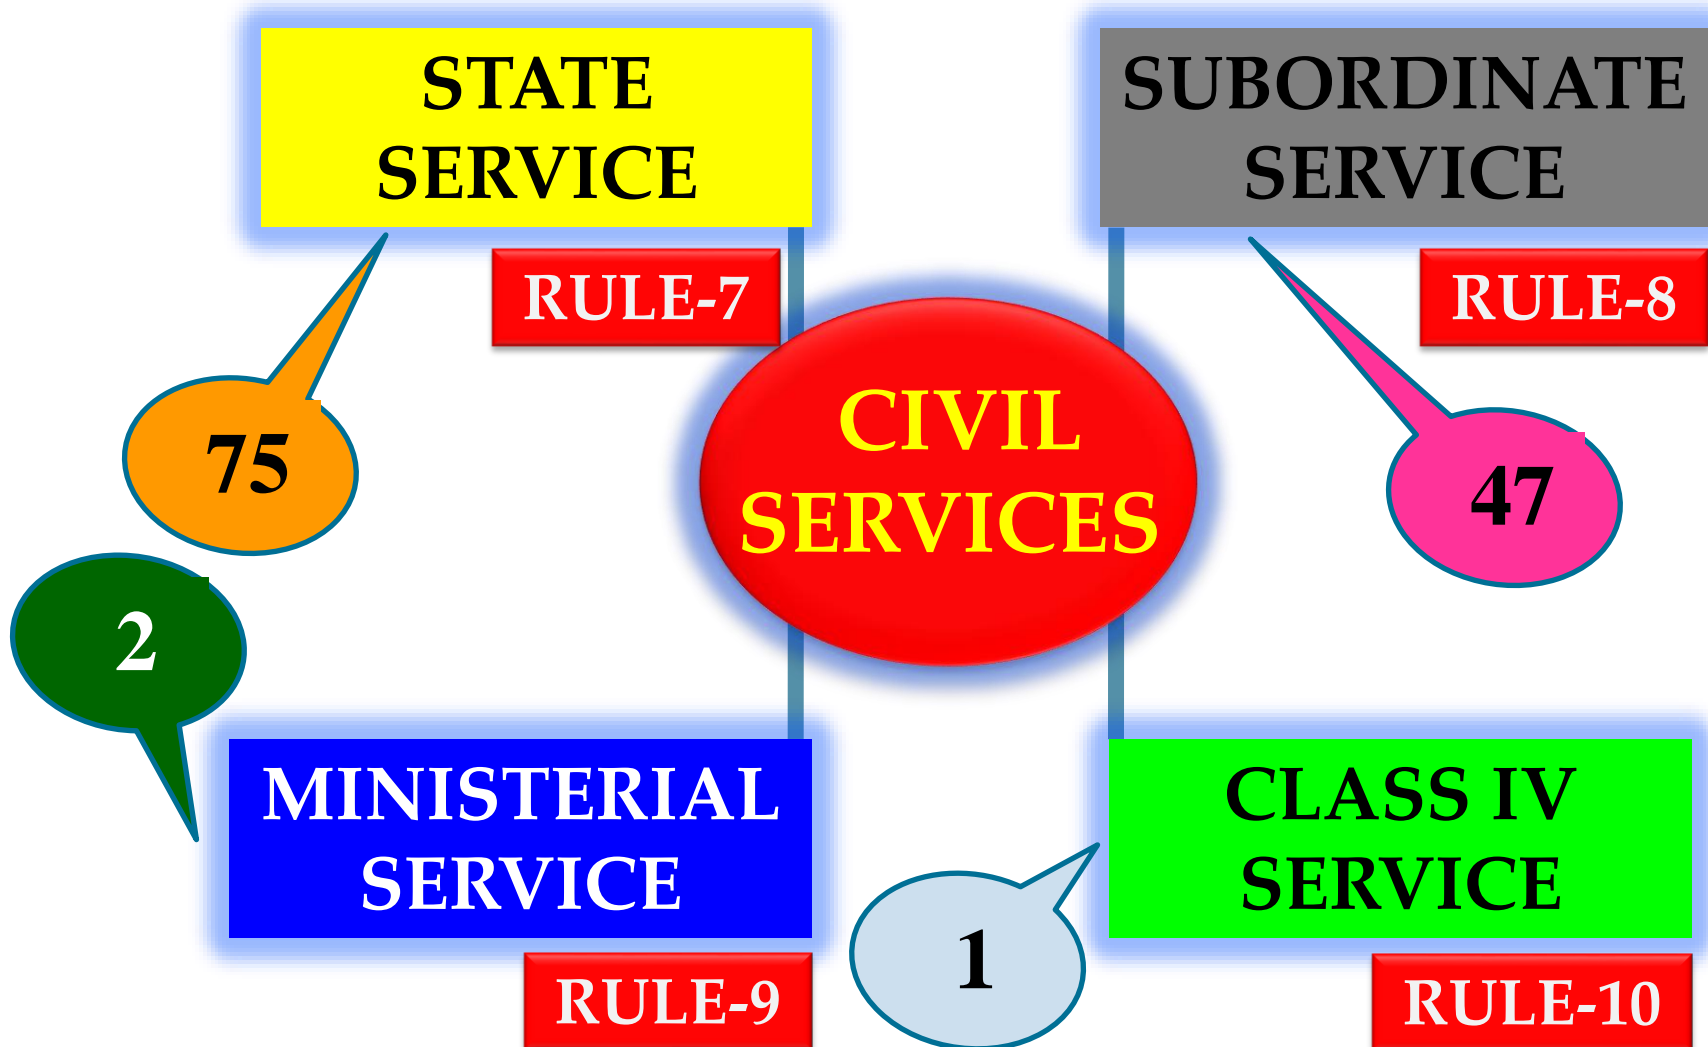 STATE
SERVICE
RULE-7
75
SUBORDINATE
SERVICE
RULE-8
47
CIVIL
SERVICES
2
MINISTERIAL
SERVICE
RULE-9
1
CLASS IV
SERVICE
RULE-10